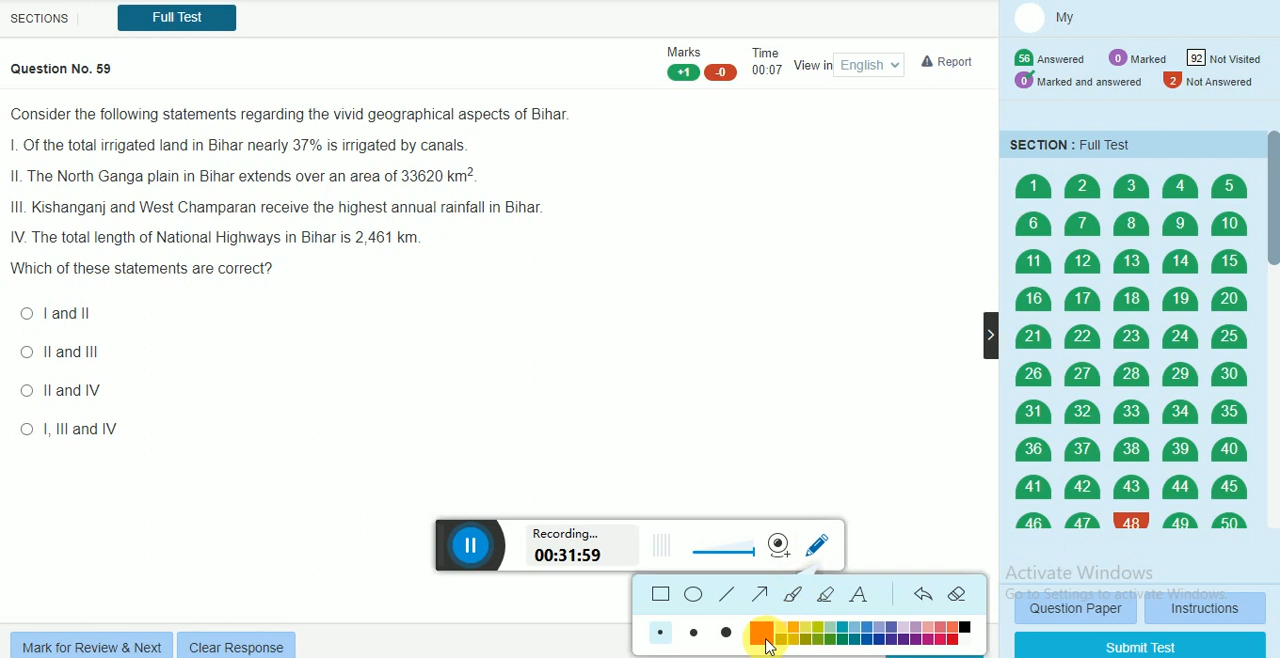 SECTIONS Full Test
My
Question No. 59
Marks
+1 -0
Time
00:07
View in English
Report
56 Answered 0 Marked 92 Not Visited
0 Marked and answered 2 Not Answered
Consider the following statements regarding the vivid geographical aspects of Bihar.
I. Of the total irrigated land in Bihar nearly 37% is irrigated by canals.
II. The North Ganga plain in Bihar extends over an area of 33620 km².
III. Kishanganj and West Champaran receive the highest annual rainfall in Bihar.
IV. The total length of National Highways in Bihar is 2,461 km.
Which of these statements are correct?
I and II
II and III
II and IV
I, III and IV
SECTION : Full Test
1 2 3 4 5
6 7 8 9 10
11 12 13 14 15
16 17 18 19 20
21 22 23 24 25
26 27 28 29 30
31 32 33 34 35
36 37 38 39 40
41 42 43 44 45
46 47 48 49 50
Recording...
00:31:59
A
Activate Windows
Go to Settings to activate Windows.
Question Paper Instructions
Mark for Review & Next Clear Response
Submit Test